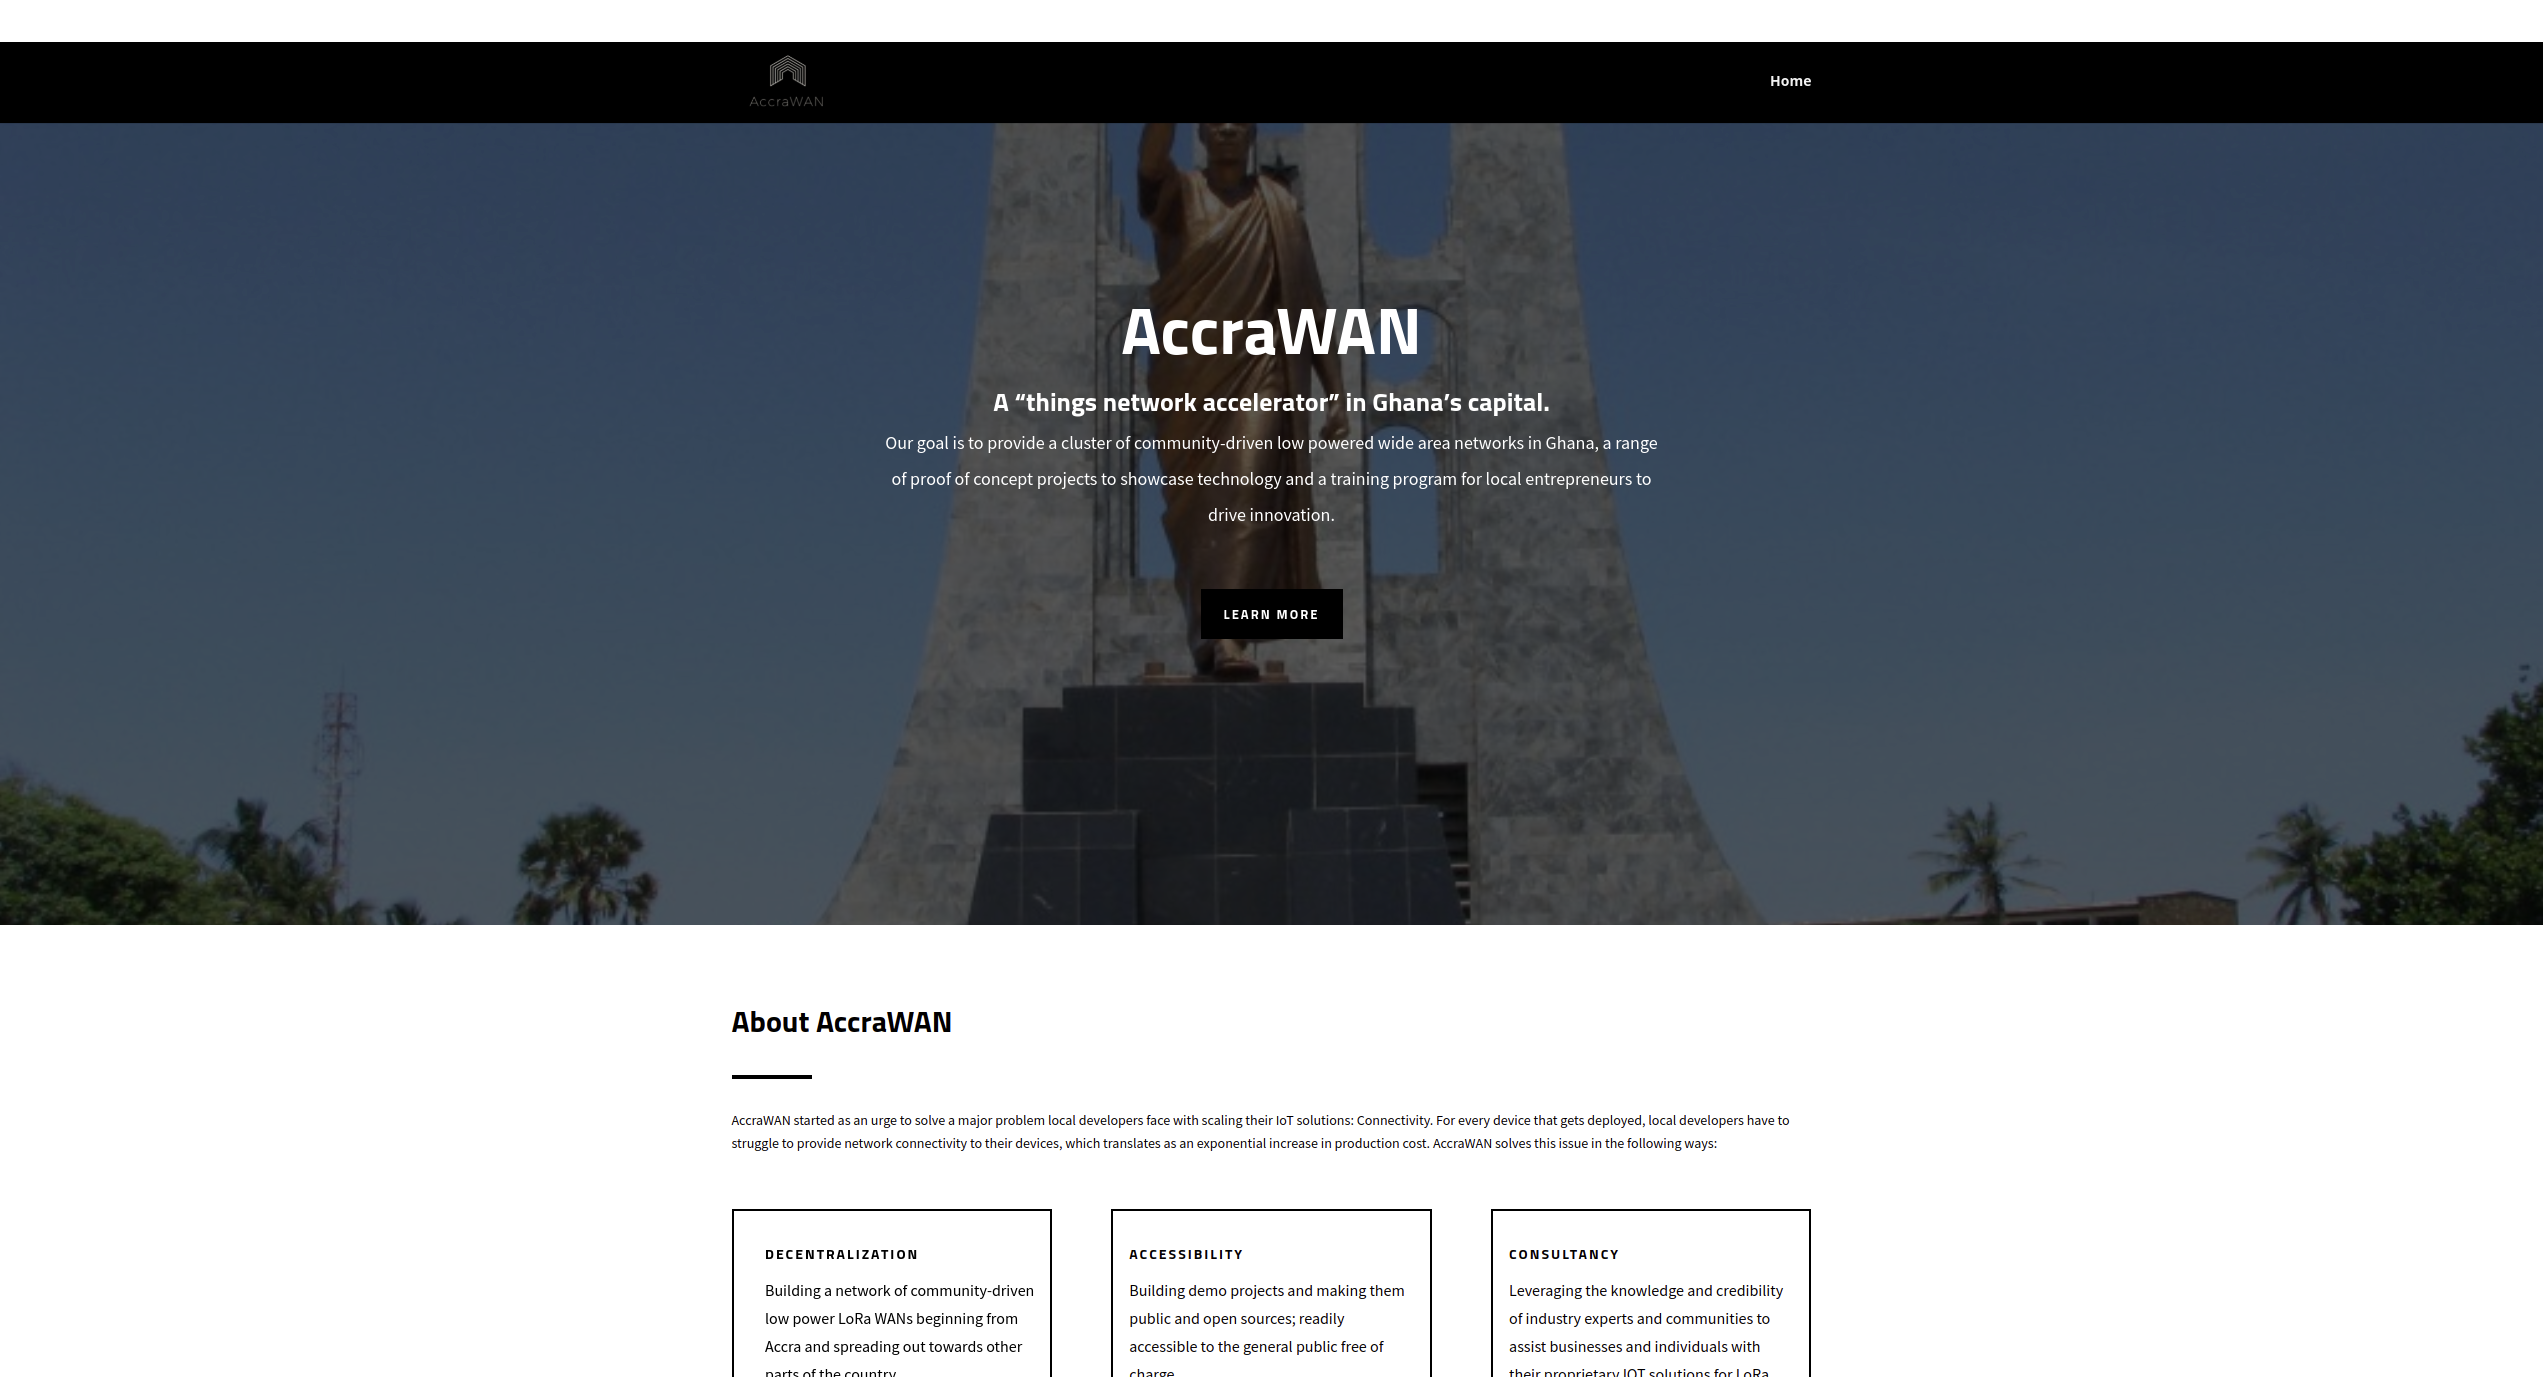 AccraWAN
Home
AccraWAN
A “things network accelerator” in Ghana’s capital.
Our goal is to provide a cluster of community-driven low powered wide area networks in Ghana, a range
of proof of concept projects to showcase technology and a training program for local entrepreneurs to
drive innovation.
LEARN MORE
About AccraWAN
AccraWAN started as an urge to solve a major problem local developers face with scaling their IoT solutions: Connectivity. For every device that gets deployed, local developers have to
struggle to provide network connectivity to their devices, which translates as an exponential increase in production cost. AccraWAN solves this issue in the following ways:
DECENTRALIZATION
Building a network of community-driven
low power LoRa WANs beginning from
Accra and spreading out towards other
parts of the country
ACCESSIBILITY
Building demo projects and making them
public and open sources; readily
accessible to the general public free of
charge
CONSULTANCY
Leveraging the knowledge and credibility
of industry experts and communities to
assist businesses and individuals with
their proprietary IOT solutions for LoRa